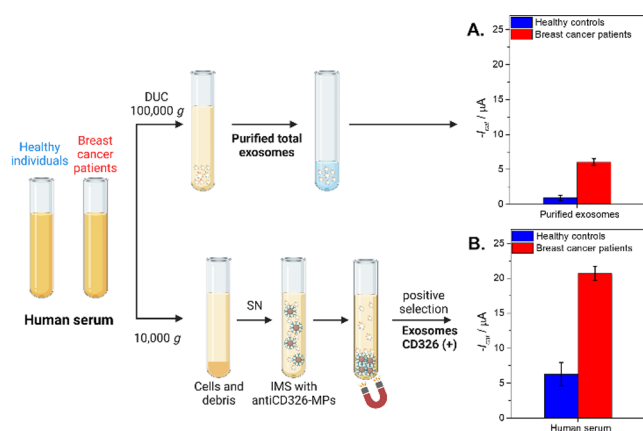 Healthy
individuals
Breast
cancer
patients
Human serum
DUC
100,000 g
Purified total
exosomes
10,000 g
Cells and
debris
SN
IMS with
antiCD326-MPs
positive
selection
Exosomes
CD326 (+)
A.
Healthy controls
Breast cancer patients
25
20
15
10
5
0
-Icat / µA
Purified exosomes
B.
Healthy controls
Breast cancer patients
25
20
15
10
5
0
-Icat / µA
Human serum